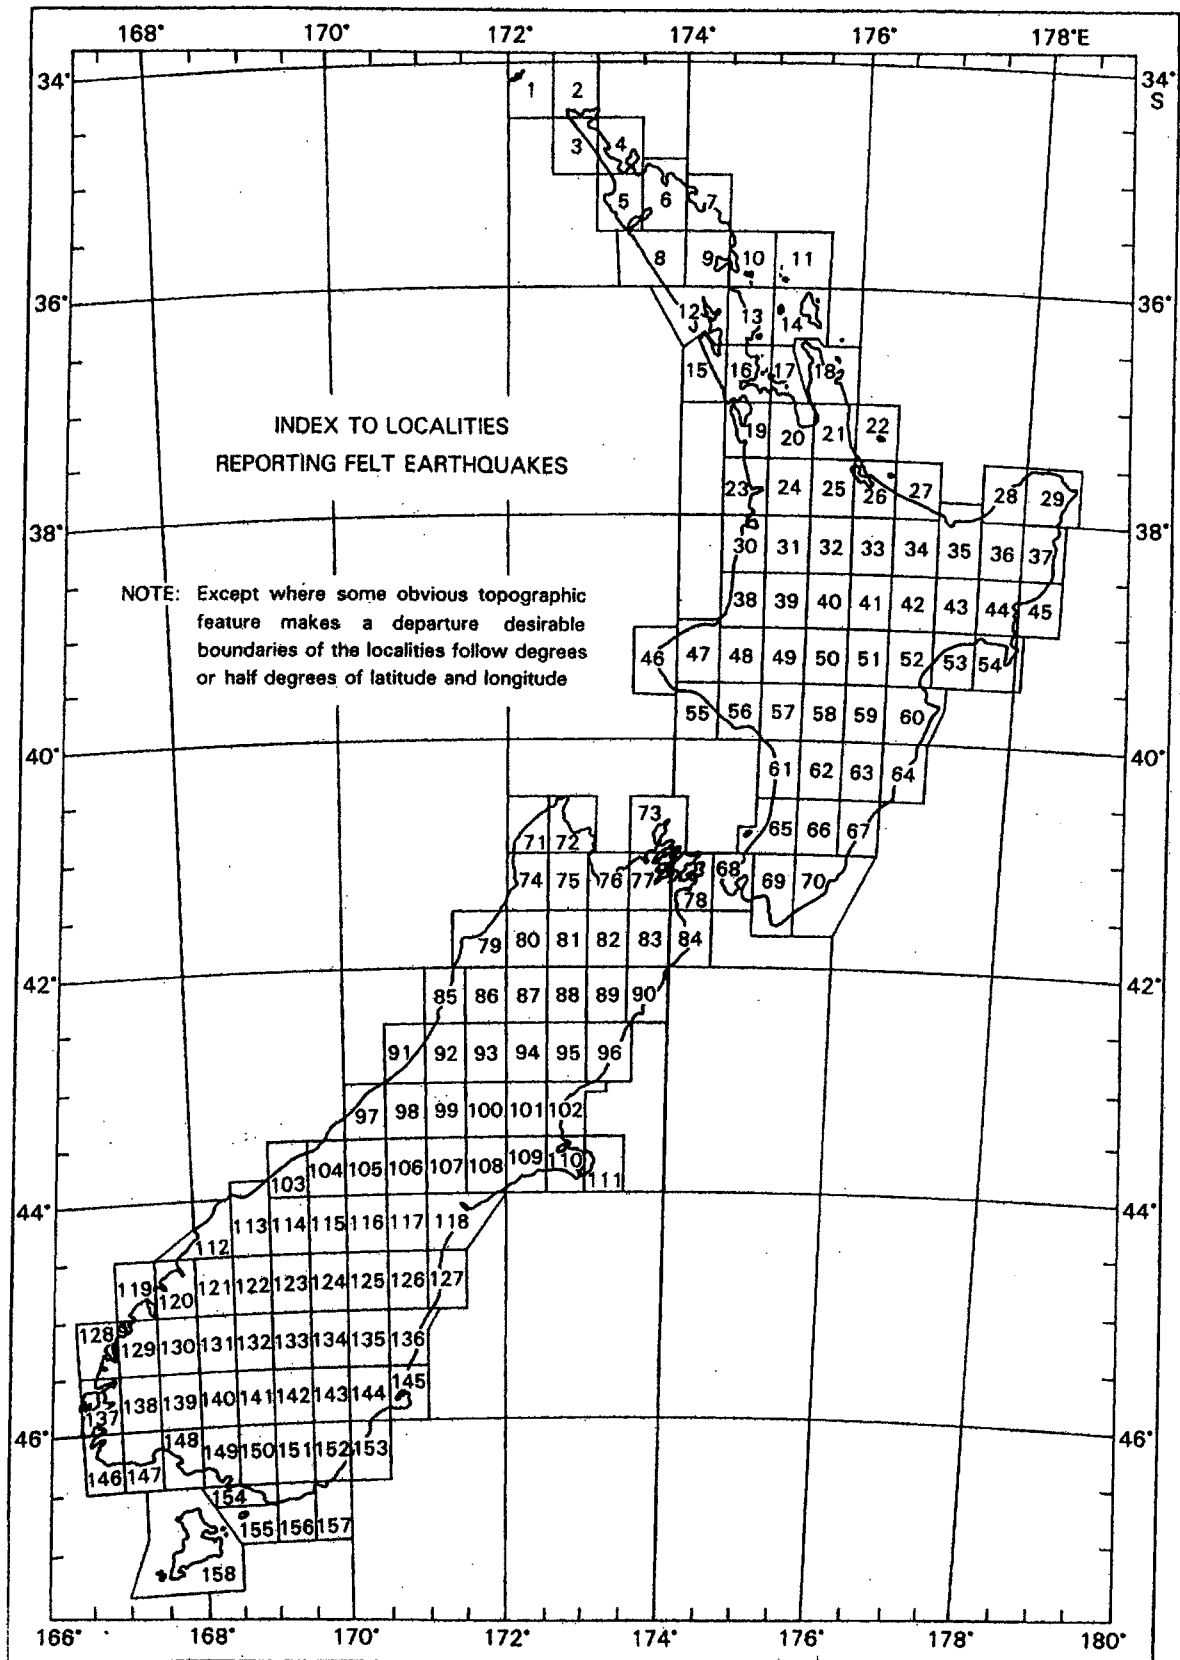 168° 170° 172° 174° 176° 178°E
34° 34°
S
1 2
3 4
5 6 7
8 9 10 11
36° 36°
12 13 14
15 16 17 18
INDEX TO LOCALITIES
REPORTING FELT EARTHQUAKES
19 20 21 22
23 24 25 26 27 28 29
38° 38°
30 31 32 33 34 35 36 37
NOTE: Except where some obvious topographic
feature makes a departure desirable
boundaries of the localities follow degrees
or half degrees of latitude and longitude
38 39 40 41 42 43 44 45
46 47 48 49 50 51 52 53 54
55 56 57 58 59 60
40° 40°
61 62 63 64
71 72 73 65 66 67
74 75 76 77 78 68 69 70
79 80 81 82 83 84
42° 42°
85 86 87 88 89 90
91 92 93 94 95 96
97 98 99 100 101 102
103 104 105 106 107 108 109 110 111
44° 44°
112 113 114 115 116 117 118
119 120 121 122 123 124 125 126 127
128 129 130 131 132 133 134 135 136
137 138 139 140 141 142 143 144 145
46° 46°
146 147 148 149 150 151 152 153
154
155 156 157
158
166° 168° 170° 172° 174° 176° 178° 180°